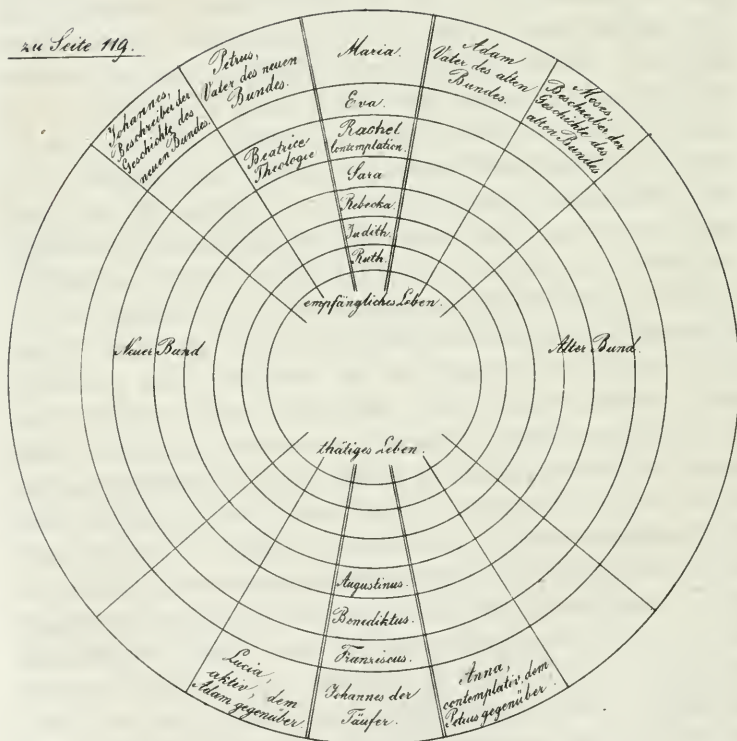 zu Seite 119.
Johannes,
Beschreiber der
Geschichte des
neuen Bundes.
Petrus,
Vater des neuen
Bundes.
Maria.
Adam
Vater des alten
Bundes.
Moses,
Beschreiber der
Geschichte des
alten Bundes
Eva.
Beatrice
Theologie
Rachel
Contemplation.
Sara
Rebecka.
Judith.
Ruth.
empfängliches Leben.
Neuer Bund
Alter Bund.
thätiges Leben.
Augustinus.
Benediktus.
Franziscus.
Lucia,
aktiv, dem
Adam gegenüber
Johannes der
Täufer.
Anna,
contemplativ, dem
Petrus gegenüber.